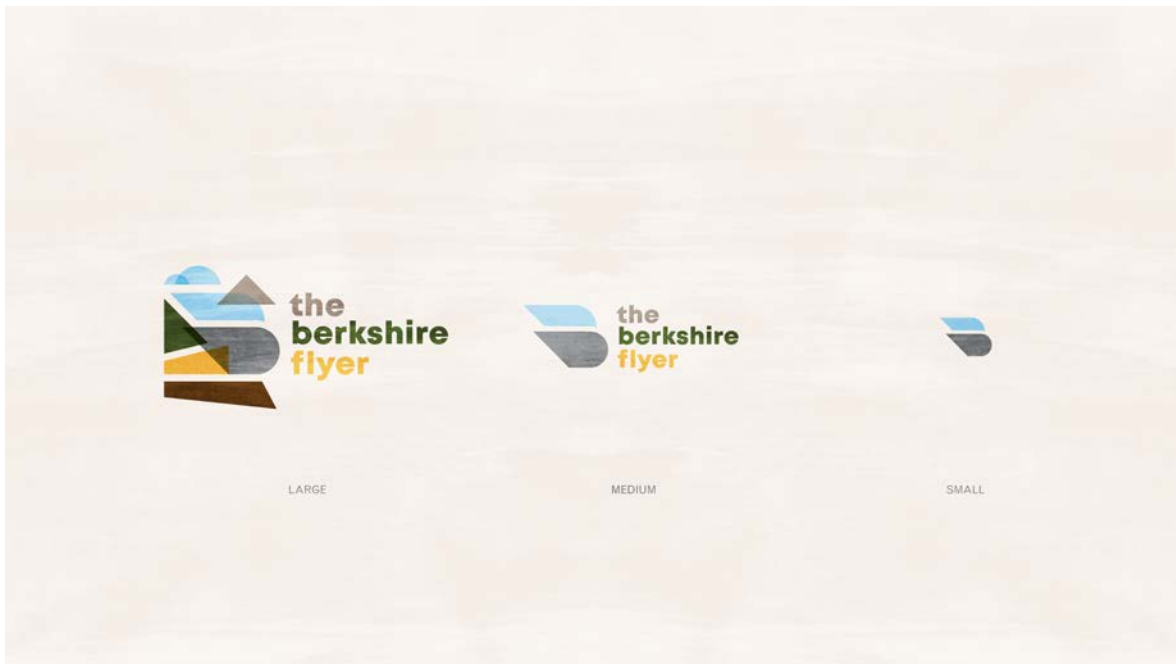 the
berkshire
flyer
the
berkshire
flyer
LARGE
MEDIUM
SMALL